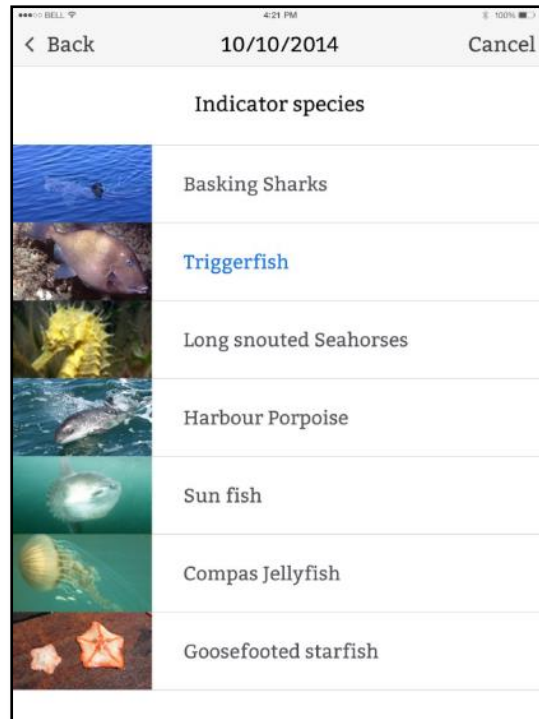 BELL 4:21 PM 100%
< Back 10/10/2014 Cancel
Indicator species
Basking Sharks
Triggerfish
Long snouted Seahorses
Harbour Porpoise
Sun fish
Compas Jellyfish
Goosefooted starfish